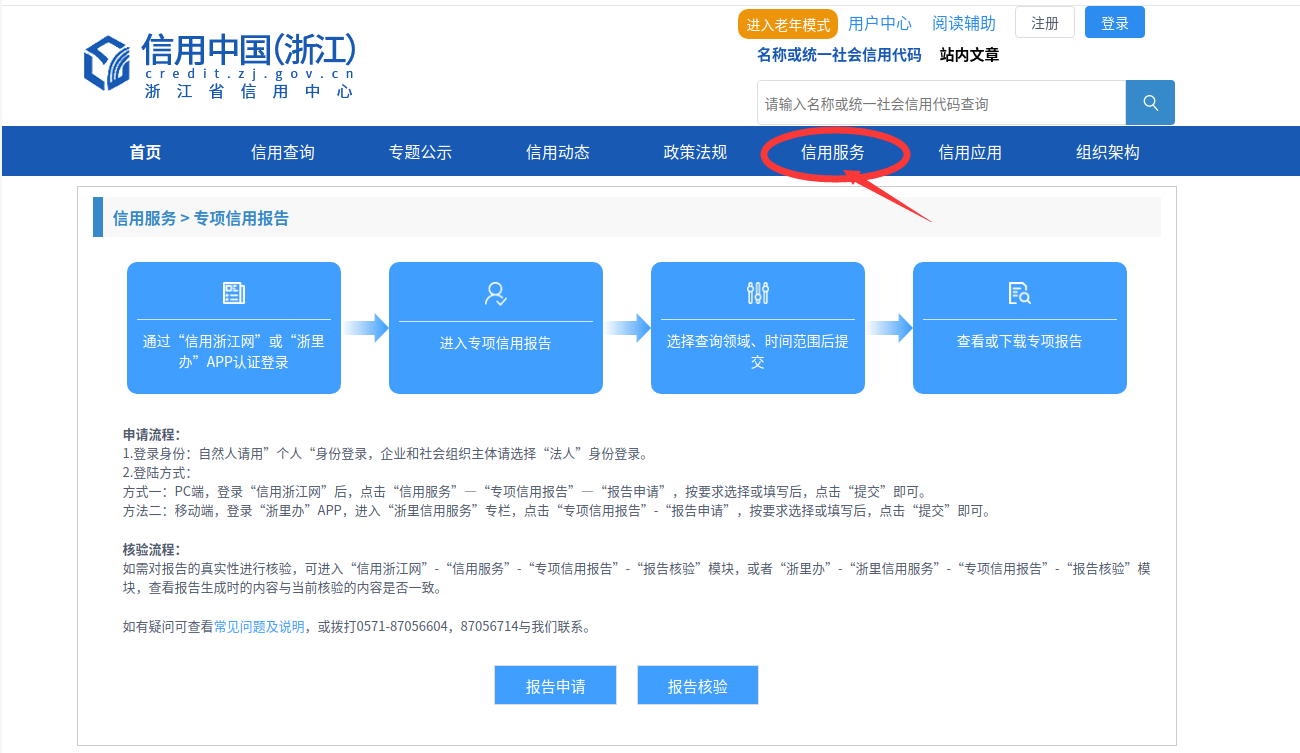 进入老年模式 用户中心 阅读辅助 注册 登录
信用中国(浙江)
credit.zj.gov.cn
浙江省信用中心
名称或统一社会信用代码 站内文章
请输入名称或统一社会信用代码查询
首页 信用查询 专题公示 信用动态 政策法规 信用服务 信用应用 组织架构
信用服务 > 专项信用报告
通过“信用浙江网”或“浙里
办”APP认证登录
进入专项信用报告
选择查询领域、时间范围后提
交
查看或下载专项报告
申请流程：
1.登录身份：自然人请用”个人“身份登录，企业和社会组织主体请选择“法人”身份登录。
2.登陆方式：
方式一：PC端，登录“信用浙江网”后，点击“信用服务”—“专项信用报告”—“报告申请”，按要求选择或填写后，点击“提交”即可。
方法二：移动端，登录“浙里办”APP，进入“浙里信用服务”专栏，点击“专项信用报告”-“报告申请”，按要求选择或填写后，点击“提交”即可。
核验流程：
如需对报告的真实性进行核验，可进入“信用浙江网”-“信用服务”-“专项信用报告”-“报告核验”模块，或者“浙里办”-“浙里信用服务”-“专项信用报告”-“报告核验”模
块，查看报告生成时的内容与当前核验的内容是否一致。
如有疑问可查看常见问题及说明，或拨打0571-87056604，87056714与我们联系。
报告申请 报告核验